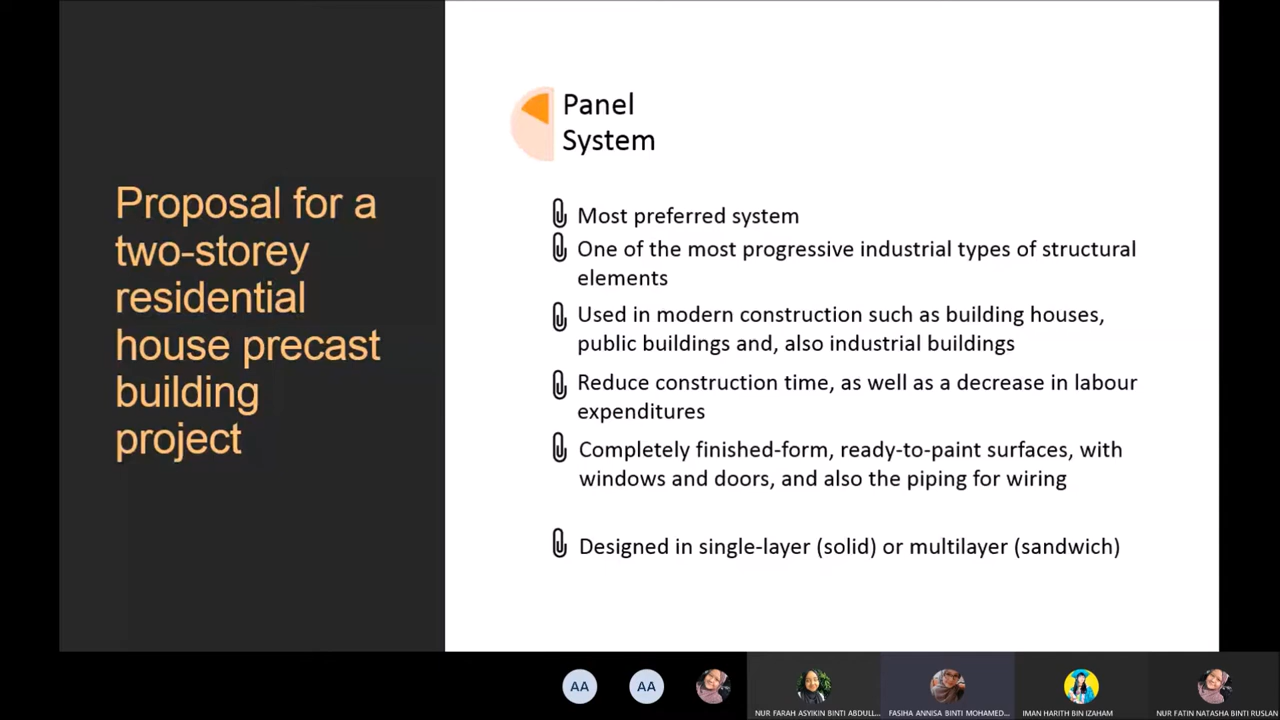 Proposal for a
two-storey
residential
house precast
building
project
Panel
System
Most preferred system
One of the most progressive industrial types of structural
elements
Used in modern construction such as building houses,
public buildings and, also industrial buildings
Reduce construction time, as well as a decrease in labour
expenditures
Completely finished-form, ready-to-paint surfaces, with
windows and doors, and also the piping for wiring
Designed in single-layer (solid) or multilayer (sandwich)
AA
AA
NUR FARAH ASYIKIN BINTI ABDULL...
FASIHA ANNISA BINTI MOHAMED...
IMAN HARITH BIN IZAHAM
NUR FATIN NATASHA BINTI RUSLAN